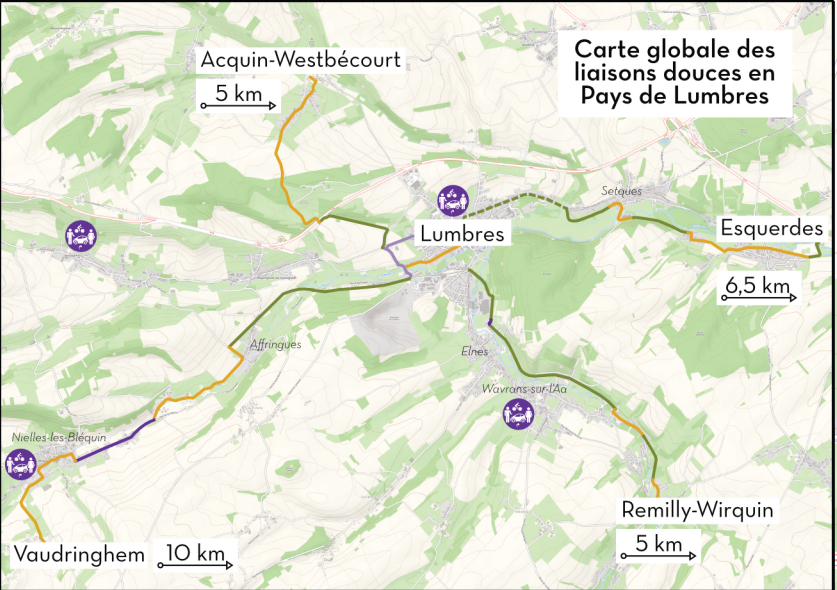 Carte globale des
liaisons douces en
Pays de Lumbres
Acquin-Westbécourt
5 km
Setques
Lumbres
Esquerdes
6,5 km
Affringues
Elnes
Wavrans-sur-l'Aa
Nielles-les-Bléquin
Remilly-Wirquin
5 km
Vaudringhem
10 km